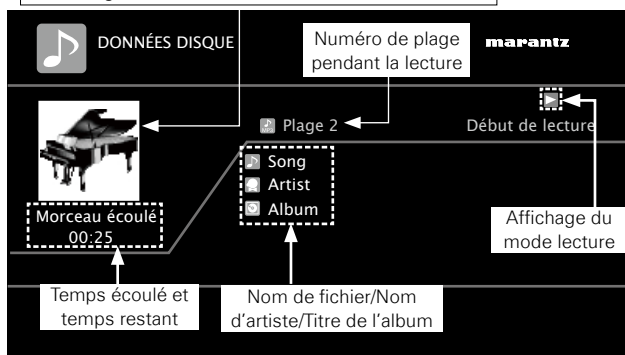 DONNÉES DISQUE
Numéro de plage
pendant la lecture
marantz
Plage 2
Début de lecture
Song
Artist
Album
Morceau écoulé
00:25
Affichage du
mode lecture
Temps écoulé et
temps restant
Nom de fichier/Nom
d'artiste/Titre de l'album